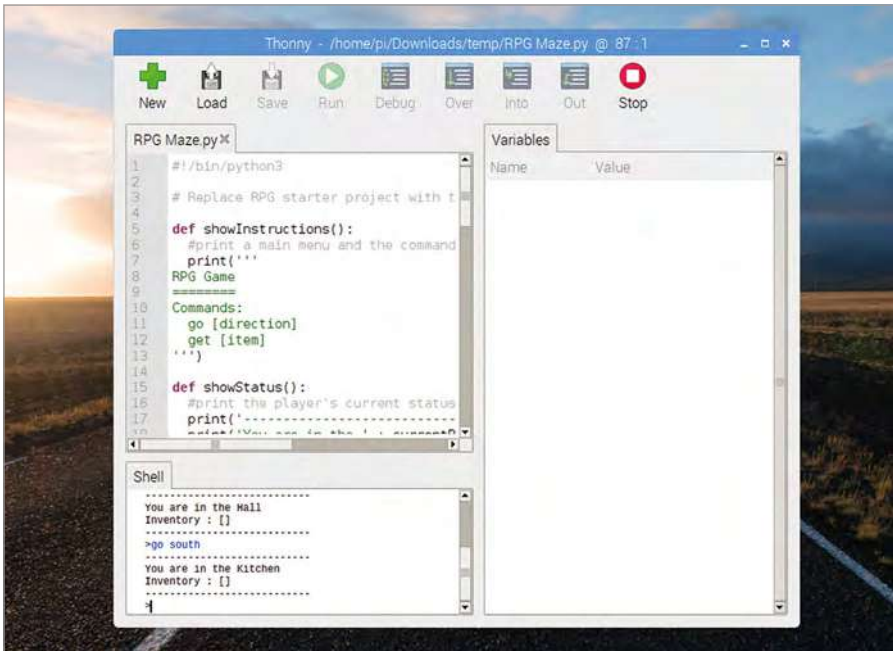 Thonny - /home/pi/Downloads/temp/RPG Maze.py @ 87 : 1
New Load Save Run Debug Over Into Out Stop
RPG Maze.py
1 #!/bin/python3
2
3 # Replace RPG starter project with t
4
5 def showInstructions():
6 #print a main menu and the command
7 print('''
8 RPG Game
9 ========
10 Commands:
11 go [direction]
12 get [item]
13 ''')
14
15 def showStatus():
16 #print the player's current status
17 print('---------------------------
Variables
Name Value
Shell
---------------------------
You are in the Hall
Inventory : []
---------------------------
>go south
---------------------------
You are in the Kitchen
Inventory : []
---------------------------
>